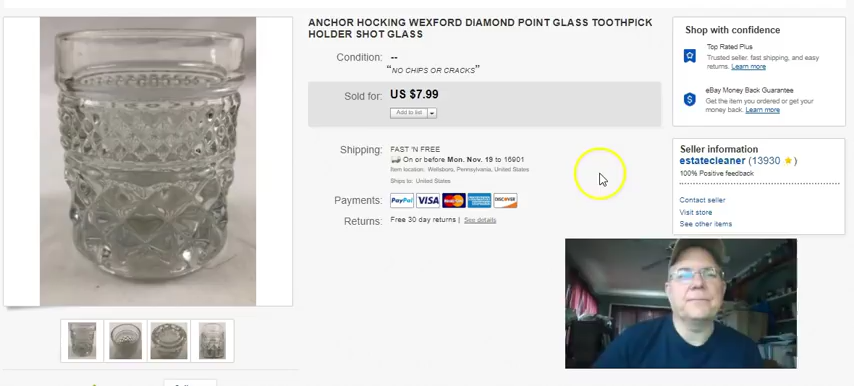 ANCHOR HOCKING WEXFORD DIAMOND POINT GLASS TOOTHPICK
HOLDER SHOT GLASS
Condition: --
“NO CHIPS OR CRACKS”
Sold for: US $7.99
Add to list
Shipping: FAST 'N FREE
On or before Mon. Nov. 19 to 16901
Item location: Wellsboro, Pennsylvania, United States
Ships to: United States
Payments: PayPal VISA MasterCard AMERICAN EXPRESS DISCOVER
Returns: Free 30 day returns | See details
Shop with confidence
Top Rated Plus
Trusted seller, fast shipping, and easy
returns. Learn more
eBay Money Back Guarantee
Get the item you ordered or get your
money back. Learn more
Seller information
estatecleaner (13930 )
100% Positive feedback
Contact seller
Visit store
See other items